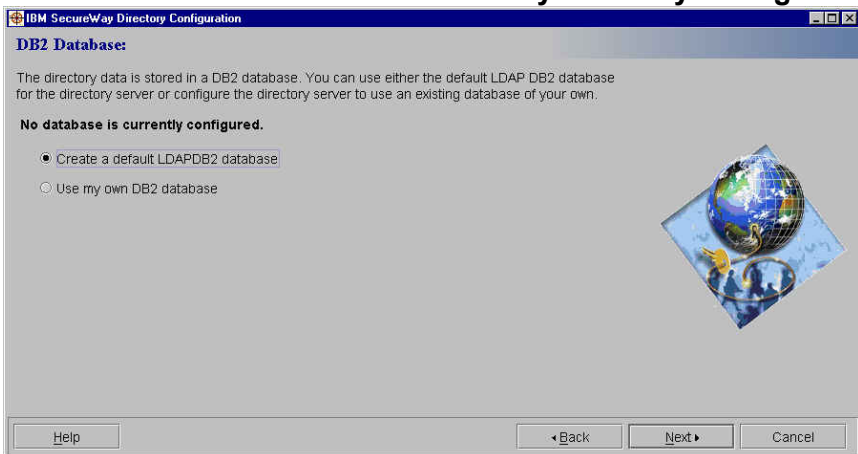 IBM SecureWay Directory Configuration
DB2 Database:
The directory data is stored in a DB2 database. You can use either the default LDAP DB2 database
for the directory server or configure the directory server to use an existing database of your own.
No database is currently configured.
Create a default LDAPDB2 database
Use my own DB2 database
Help
Back
Next
Cancel